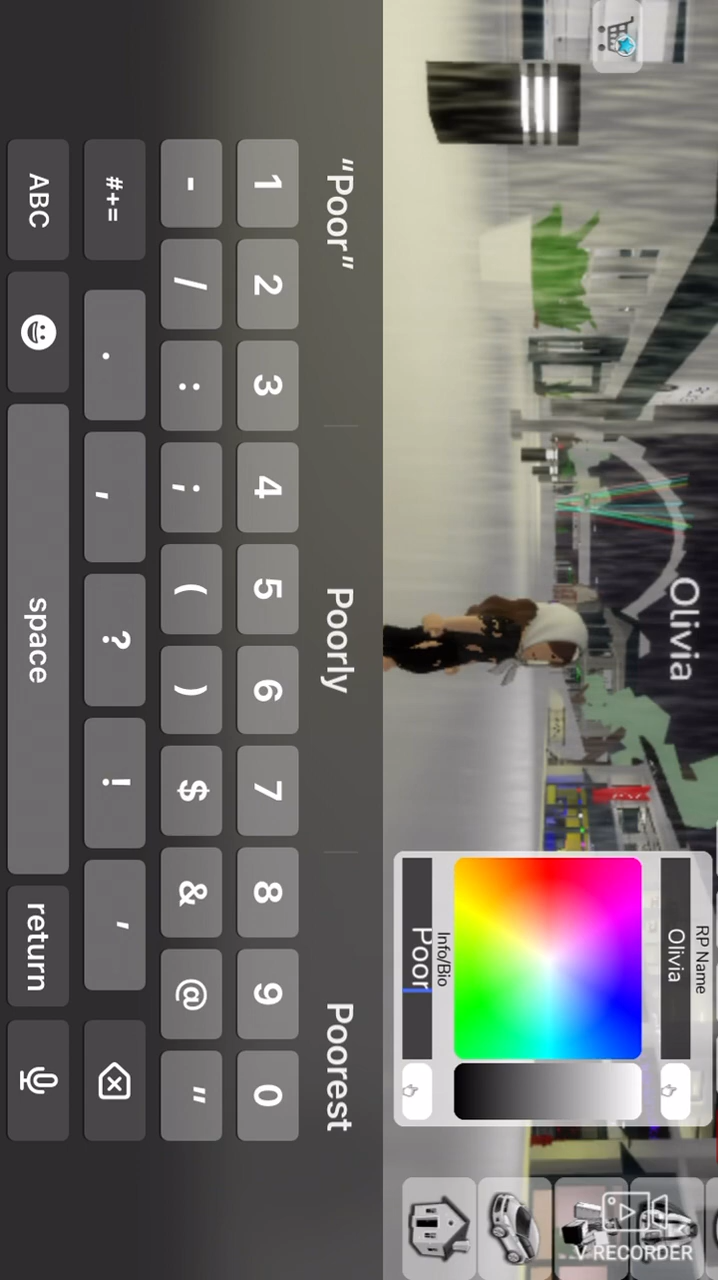 Olivia
RP Name
Olivia
Info/Bio
Poor
V RECORDER
"Poor"
Poorly
Poorest
1 2 3 4 5 6 7 8 9 0
- / : ; ( ) $ & @ "
#+= . , ? ! '
ABC space return